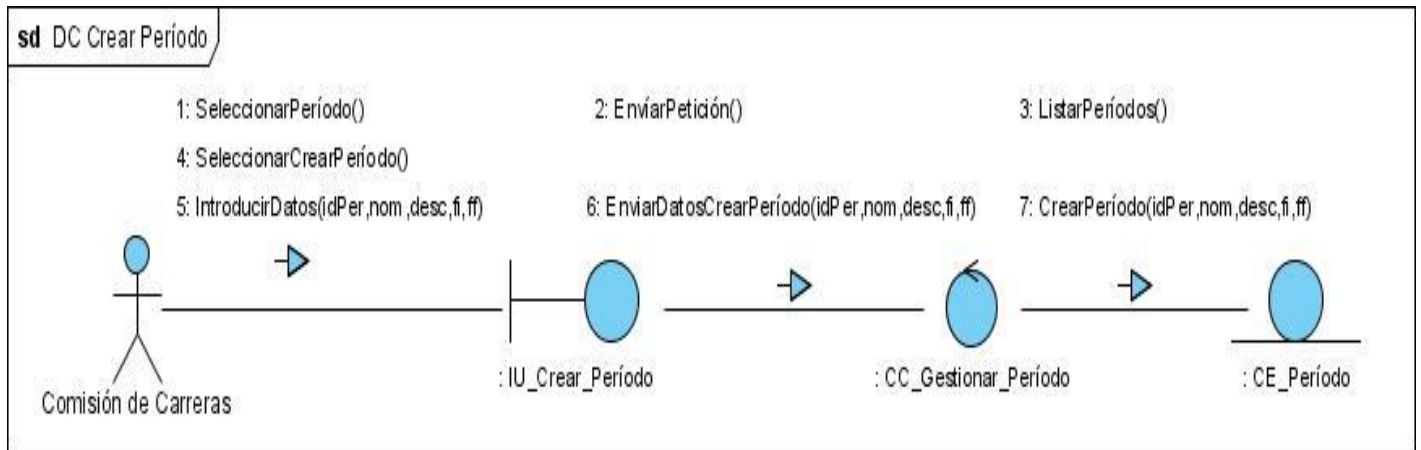 sd DC Crear Período
1: SeleccionarPeríodo()
2: EnvíarPetición()
3: ListarPeríodos()
4: SeleccionarCrearPeríodo()
5: IntroducirDatos(idPer,nom,desc,fi,ff)
6: EnviarDatosCrearPeríodo(idPer,nom,desc,fi,ff)
7: CrearPeríodo(idPer,nom,desc,fi,ff)
: IU_Crear_Período
: CC_Gestionar_Período
: CE_Período
Comisión de Carreras